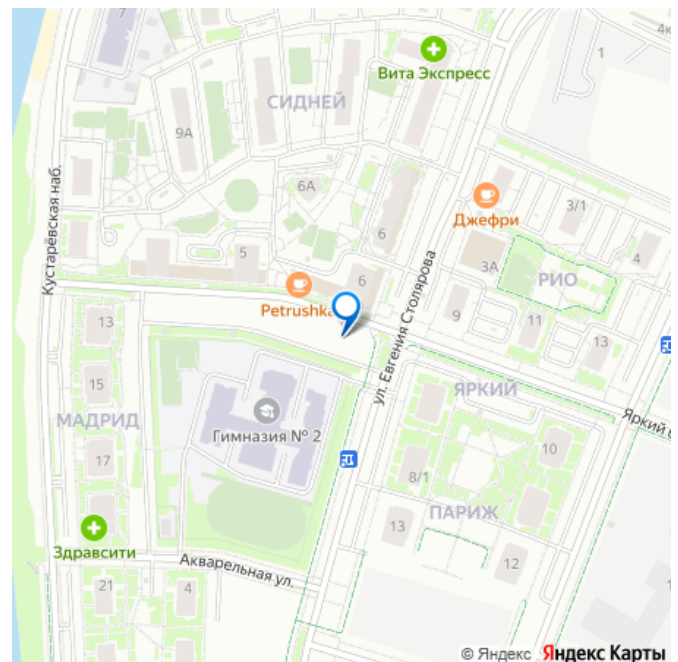 7
4к
1
Вита Экспресс
СИДНЕЙ
9А
6А
Кустарёвская наб.
Джефри
3/1
6
5
3А
4
РИО
6
Petrushka
ул. Евгения Столярова
9
11
13
13
15
ЯРКИЙ
Яркий
МАДРИД
Гимназия № 2
10
17
8/1
ПАРИЖ
13
Здравсити
12
Акварельная ул.
21
4
1
© Яндекс Яндекс Карты